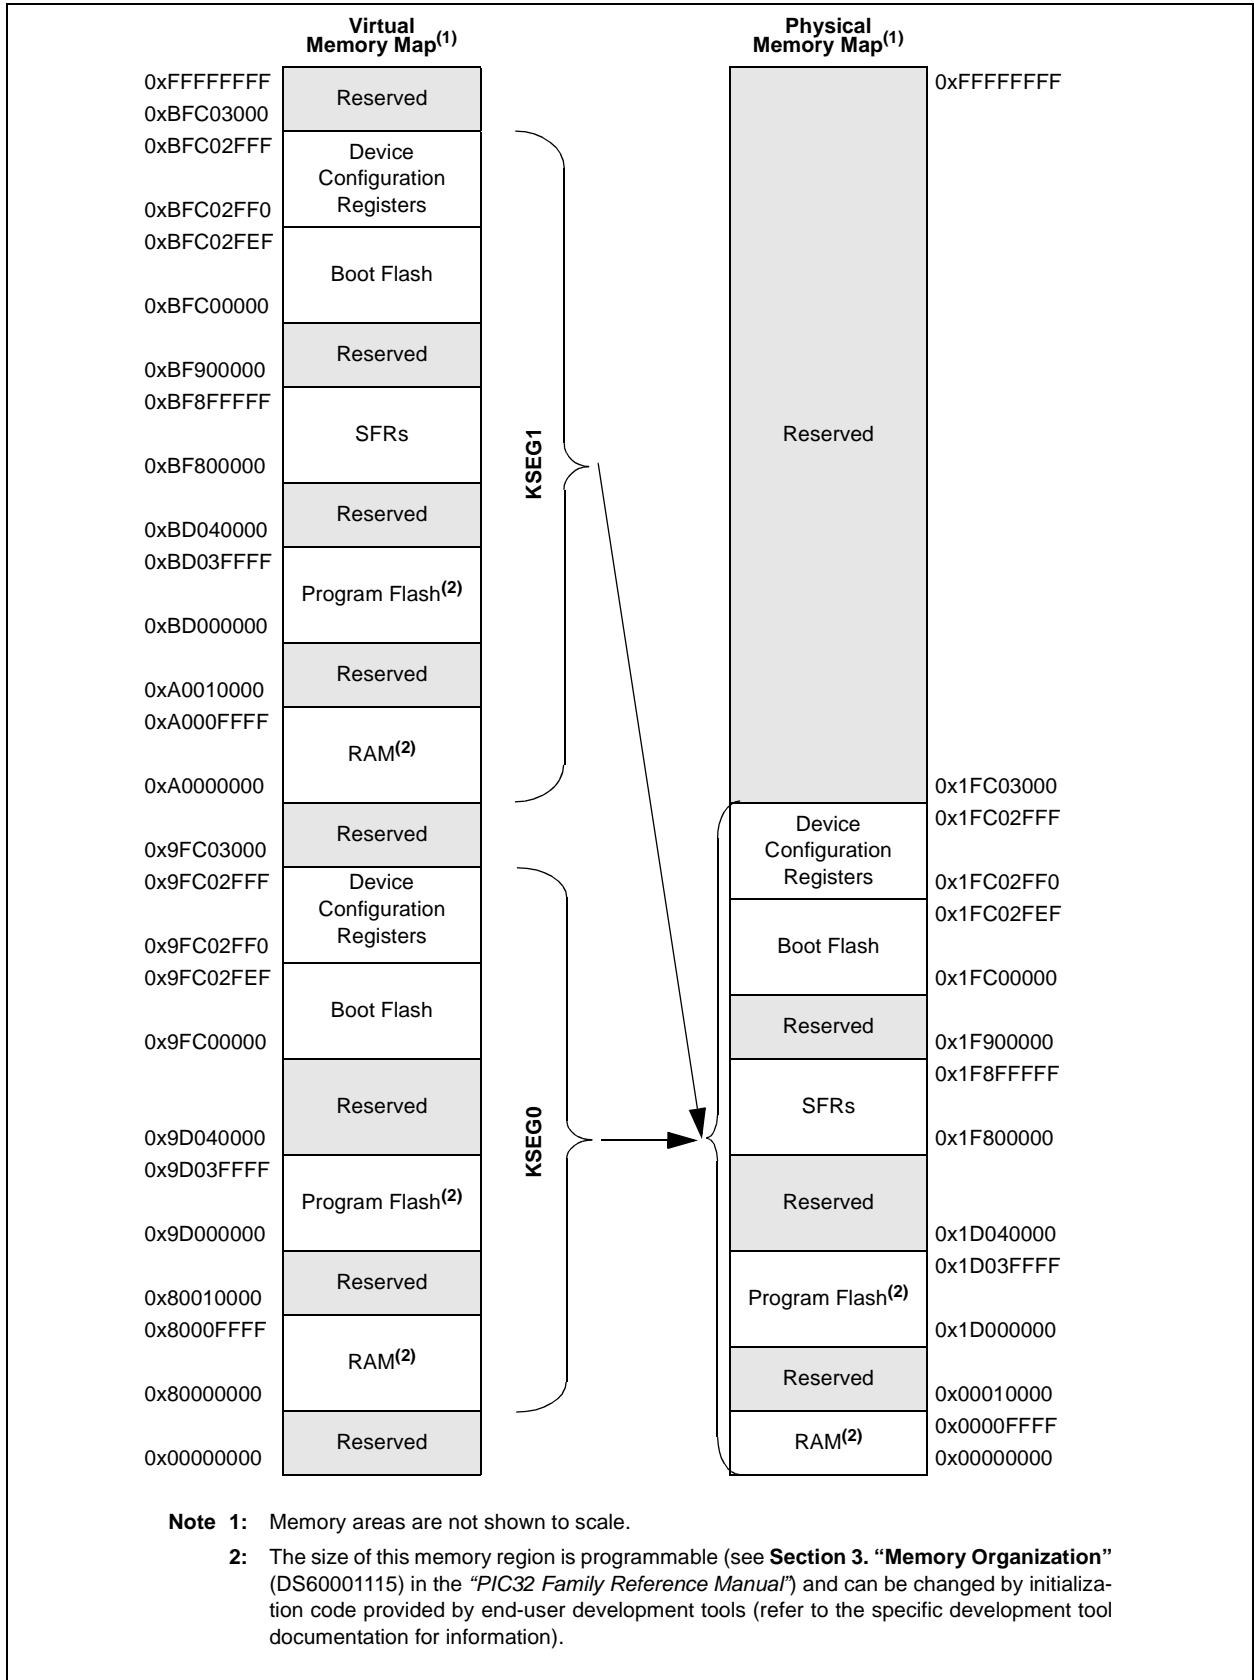 Virtual
Memory Map(1)
Physical
Memory Map(1)
0xFFFFFFFF
Reserved
0xBFC03000
0xBFC02FFF
Device
Configuration
Registers
0xBFC02FF0
0xBFC02FEF
Boot Flash
0xBFC00000
Reserved
0xBF900000
0xBF8FFFFF
SFRs
0xBF800000
Reserved
0xBD040000
0xBD03FFFF
Program Flash(2)
0xBD000000
Reserved
0xA0010000
0xA000FFFF
RAM(2)
0xA0000000
Reserved
0x9FC03000
0x9FC02FFF
Device
Configuration
Registers
0x9FC02FF0
0x9FC02FEF
Boot Flash
0x9FC00000
Reserved
0x9D040000
0x9D03FFFF
Program Flash(2)
0x9D000000
Reserved
0x80010000
0x8000FFFF
RAM(2)
0x80000000
Reserved
0x00000000
KSEG1
KSEG0
0xFFFFFFFF
Reserved
0x1FC03000
0x1FC02FFF
Device
Configuration
Registers
0x1FC02FF0
0x1FC02FEF
Boot Flash
0x1FC00000
Reserved
0x1F900000
0x1F8FFFFF
SFRs
0x1F800000
Reserved
0x1D040000
0x1D03FFFF
Program Flash(2)
0x1D000000
Reserved
0x00010000
0x0000FFFF
RAM(2)
0x00000000
Note 1: Memory areas are not shown to scale.
2: The size of this memory region is programmable (see Section 3. “Memory Organization”
(DS60001115) in the “PIC32 Family Reference Manual”) and can be changed by initializa-
tion code provided by end-user development tools (refer to the specific development tool
documentation for information).